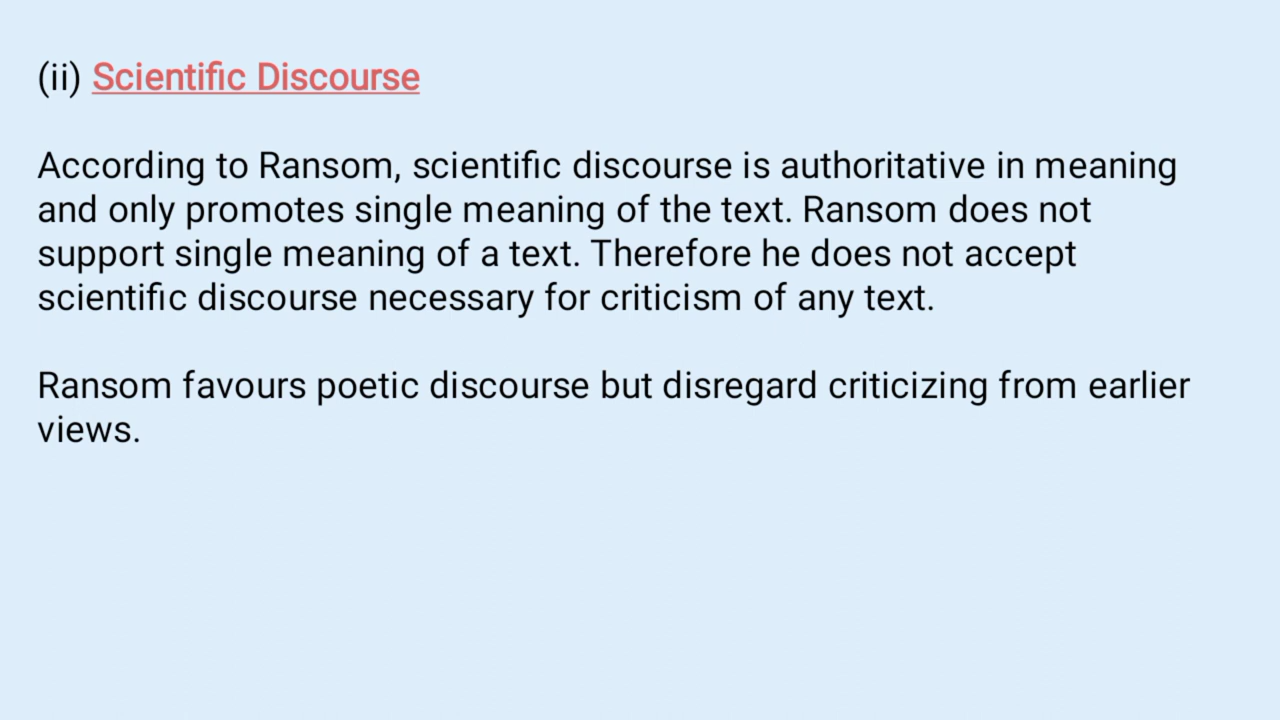 (ii) Scientific Discourse
According to Ransom, scientific discourse is authoritative in meaning
and only promotes single meaning of the text. Ransom does not
support single meaning of a text. Therefore he does not accept
scientific discourse necessary for criticism of any text.
Ransom favours poetic discourse but disregard criticizing from earlier
views.